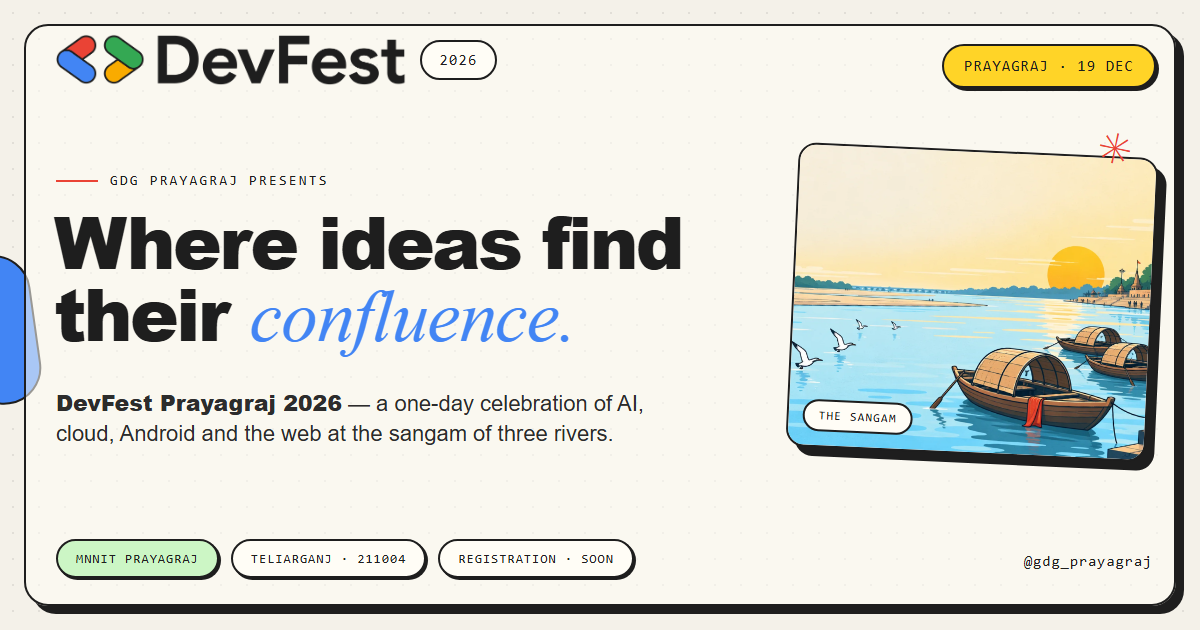 DevFest 2026
PRAYAGRAJ · 19 DEC
GDG PRAYAGRAJ PRESENTS
Where ideas find
their confluence.
DevFest Prayagraj 2026 — a one-day celebration of AI,
cloud, Android and the web at the sangam of three rivers.
THE SANGAM
MNNIT PRAYAGRAJ
TELIARGANJ · 211004
REGISTRATION · SOON
@gdg_prayagraj